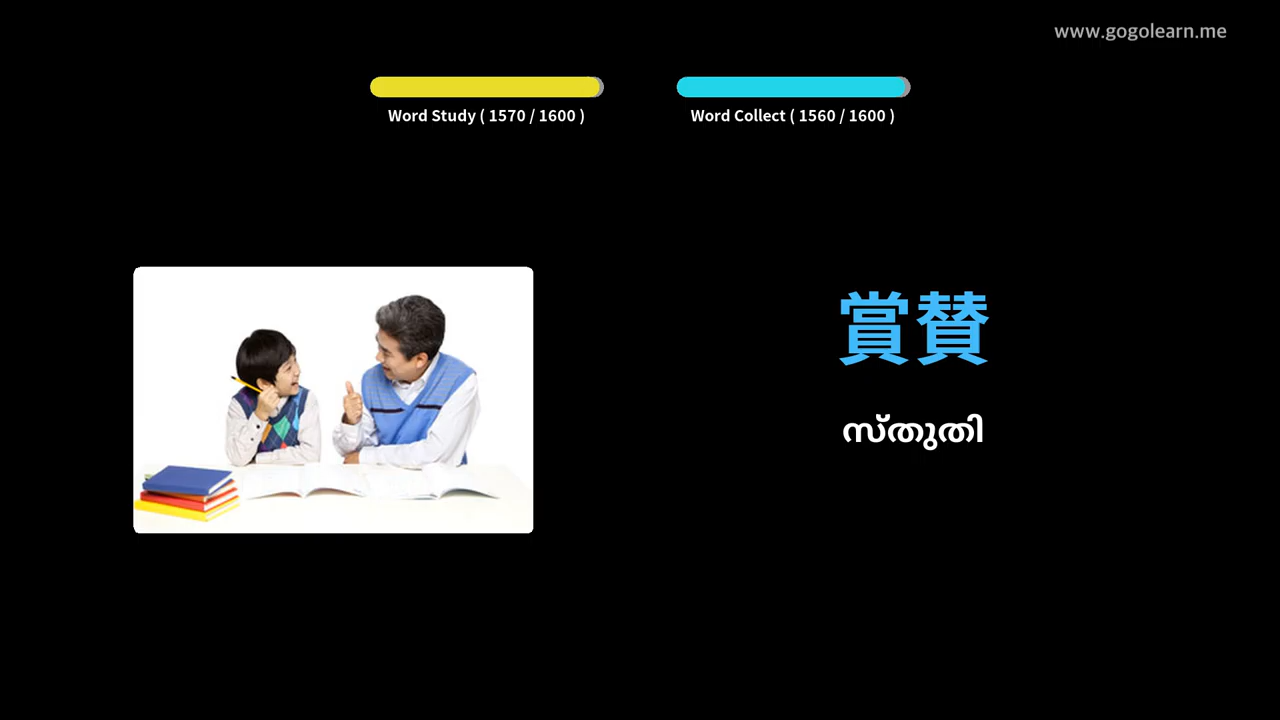 www.gogolearn.me
Word Study ( 1570 / 1600 )
Word Collect ( 1560 / 1600 )
賞賛
സ്തുതി